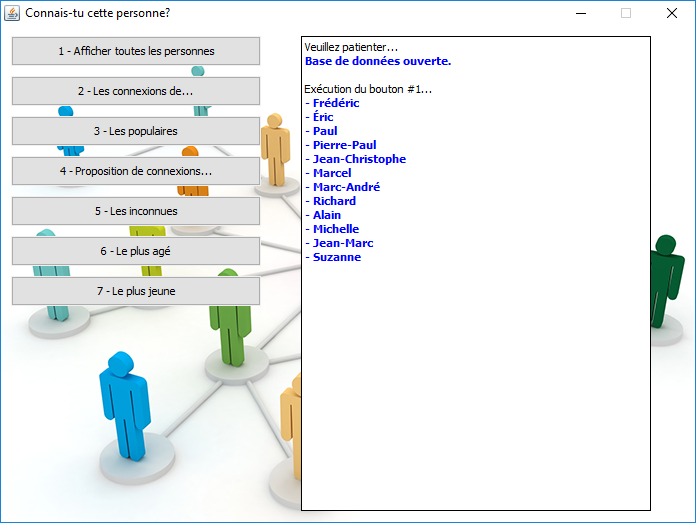 Connais-tu cette personne?
1 - Afficher toutes les personnes
2 - Les connexions de...
3 - Les populaires
4 - Proposition de connexions...
5 - Les inconnues
6 - Le plus agé
7 - Le plus jeune
Veuillez patienter...
Base de données ouverte.
Exécution du bouton #1...
- Frédéric
- Éric
- Paul
- Pierre-Paul
- Jean-Christophe
- Marcel
- Marc-André
- Richard
- Alain
- Michelle
- Jean-Marc
- Suzanne